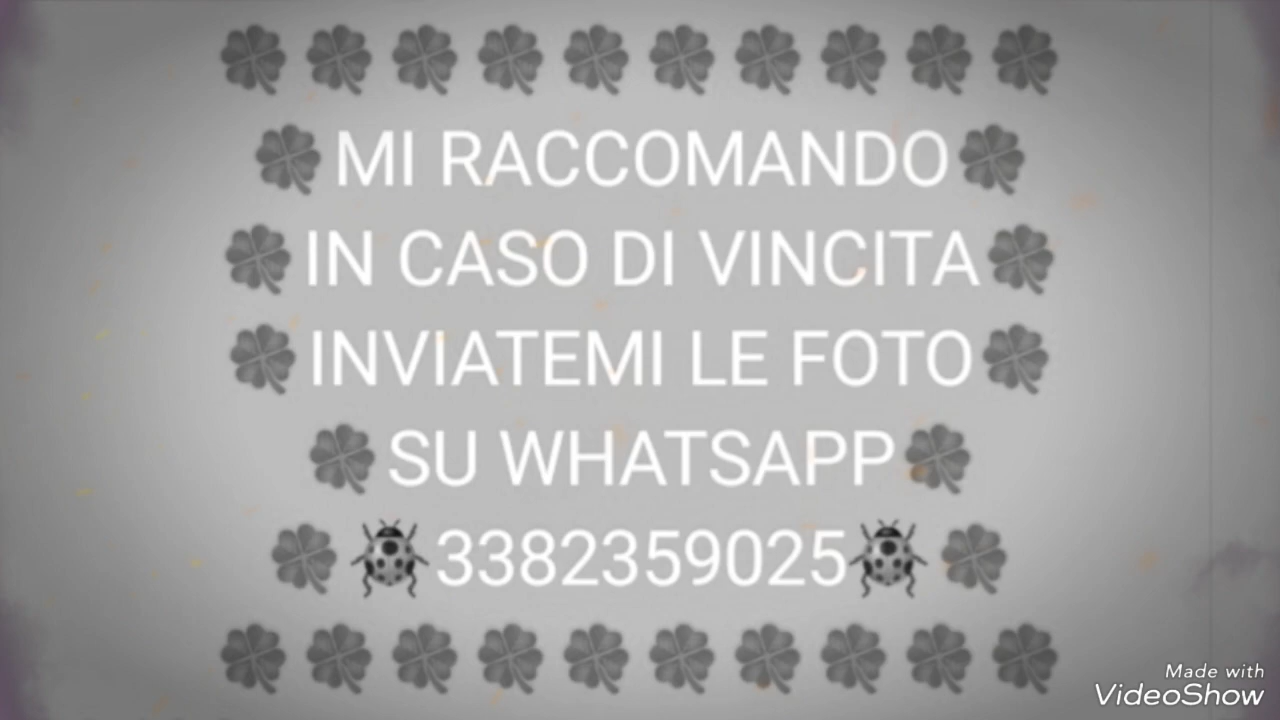 🍀🍀🍀🍀🍀🍀🍀🍀🍀🍀
🍀MI RACCOMANDO🍀
🍀IN CASO DI VINCITA🍀
🍀INVIATEMI LE FOTO🍀
🍀SU WHATSAPP🍀
🍀🐞3382359025🐞🍀
🍀🍀🍀🍀🍀🍀🍀🍀🍀🍀
Made with
VideoShow